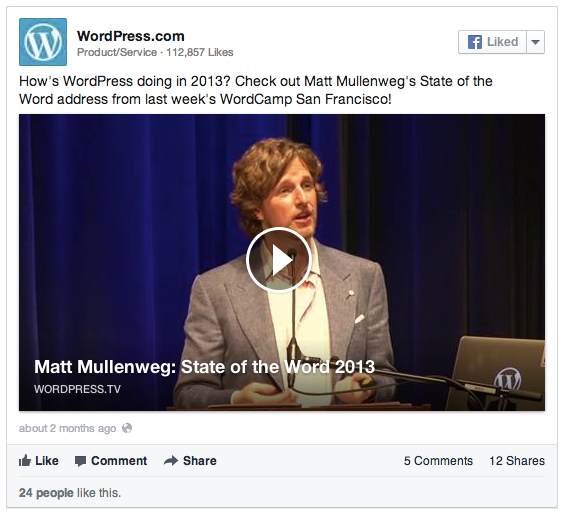 WordPress.com
Product/Service · 112,857 Likes
Liked
How's WordPress doing in 2013? Check out Matt Mullenweg's State of the
Word address from last week's WordCamp San Francisco!
Matt Mullenweg: State of the Word 2013
WORDPRESS.TV
about 2 months ago
Like Comment Share 5 Comments 12 Shares
24 people like this.